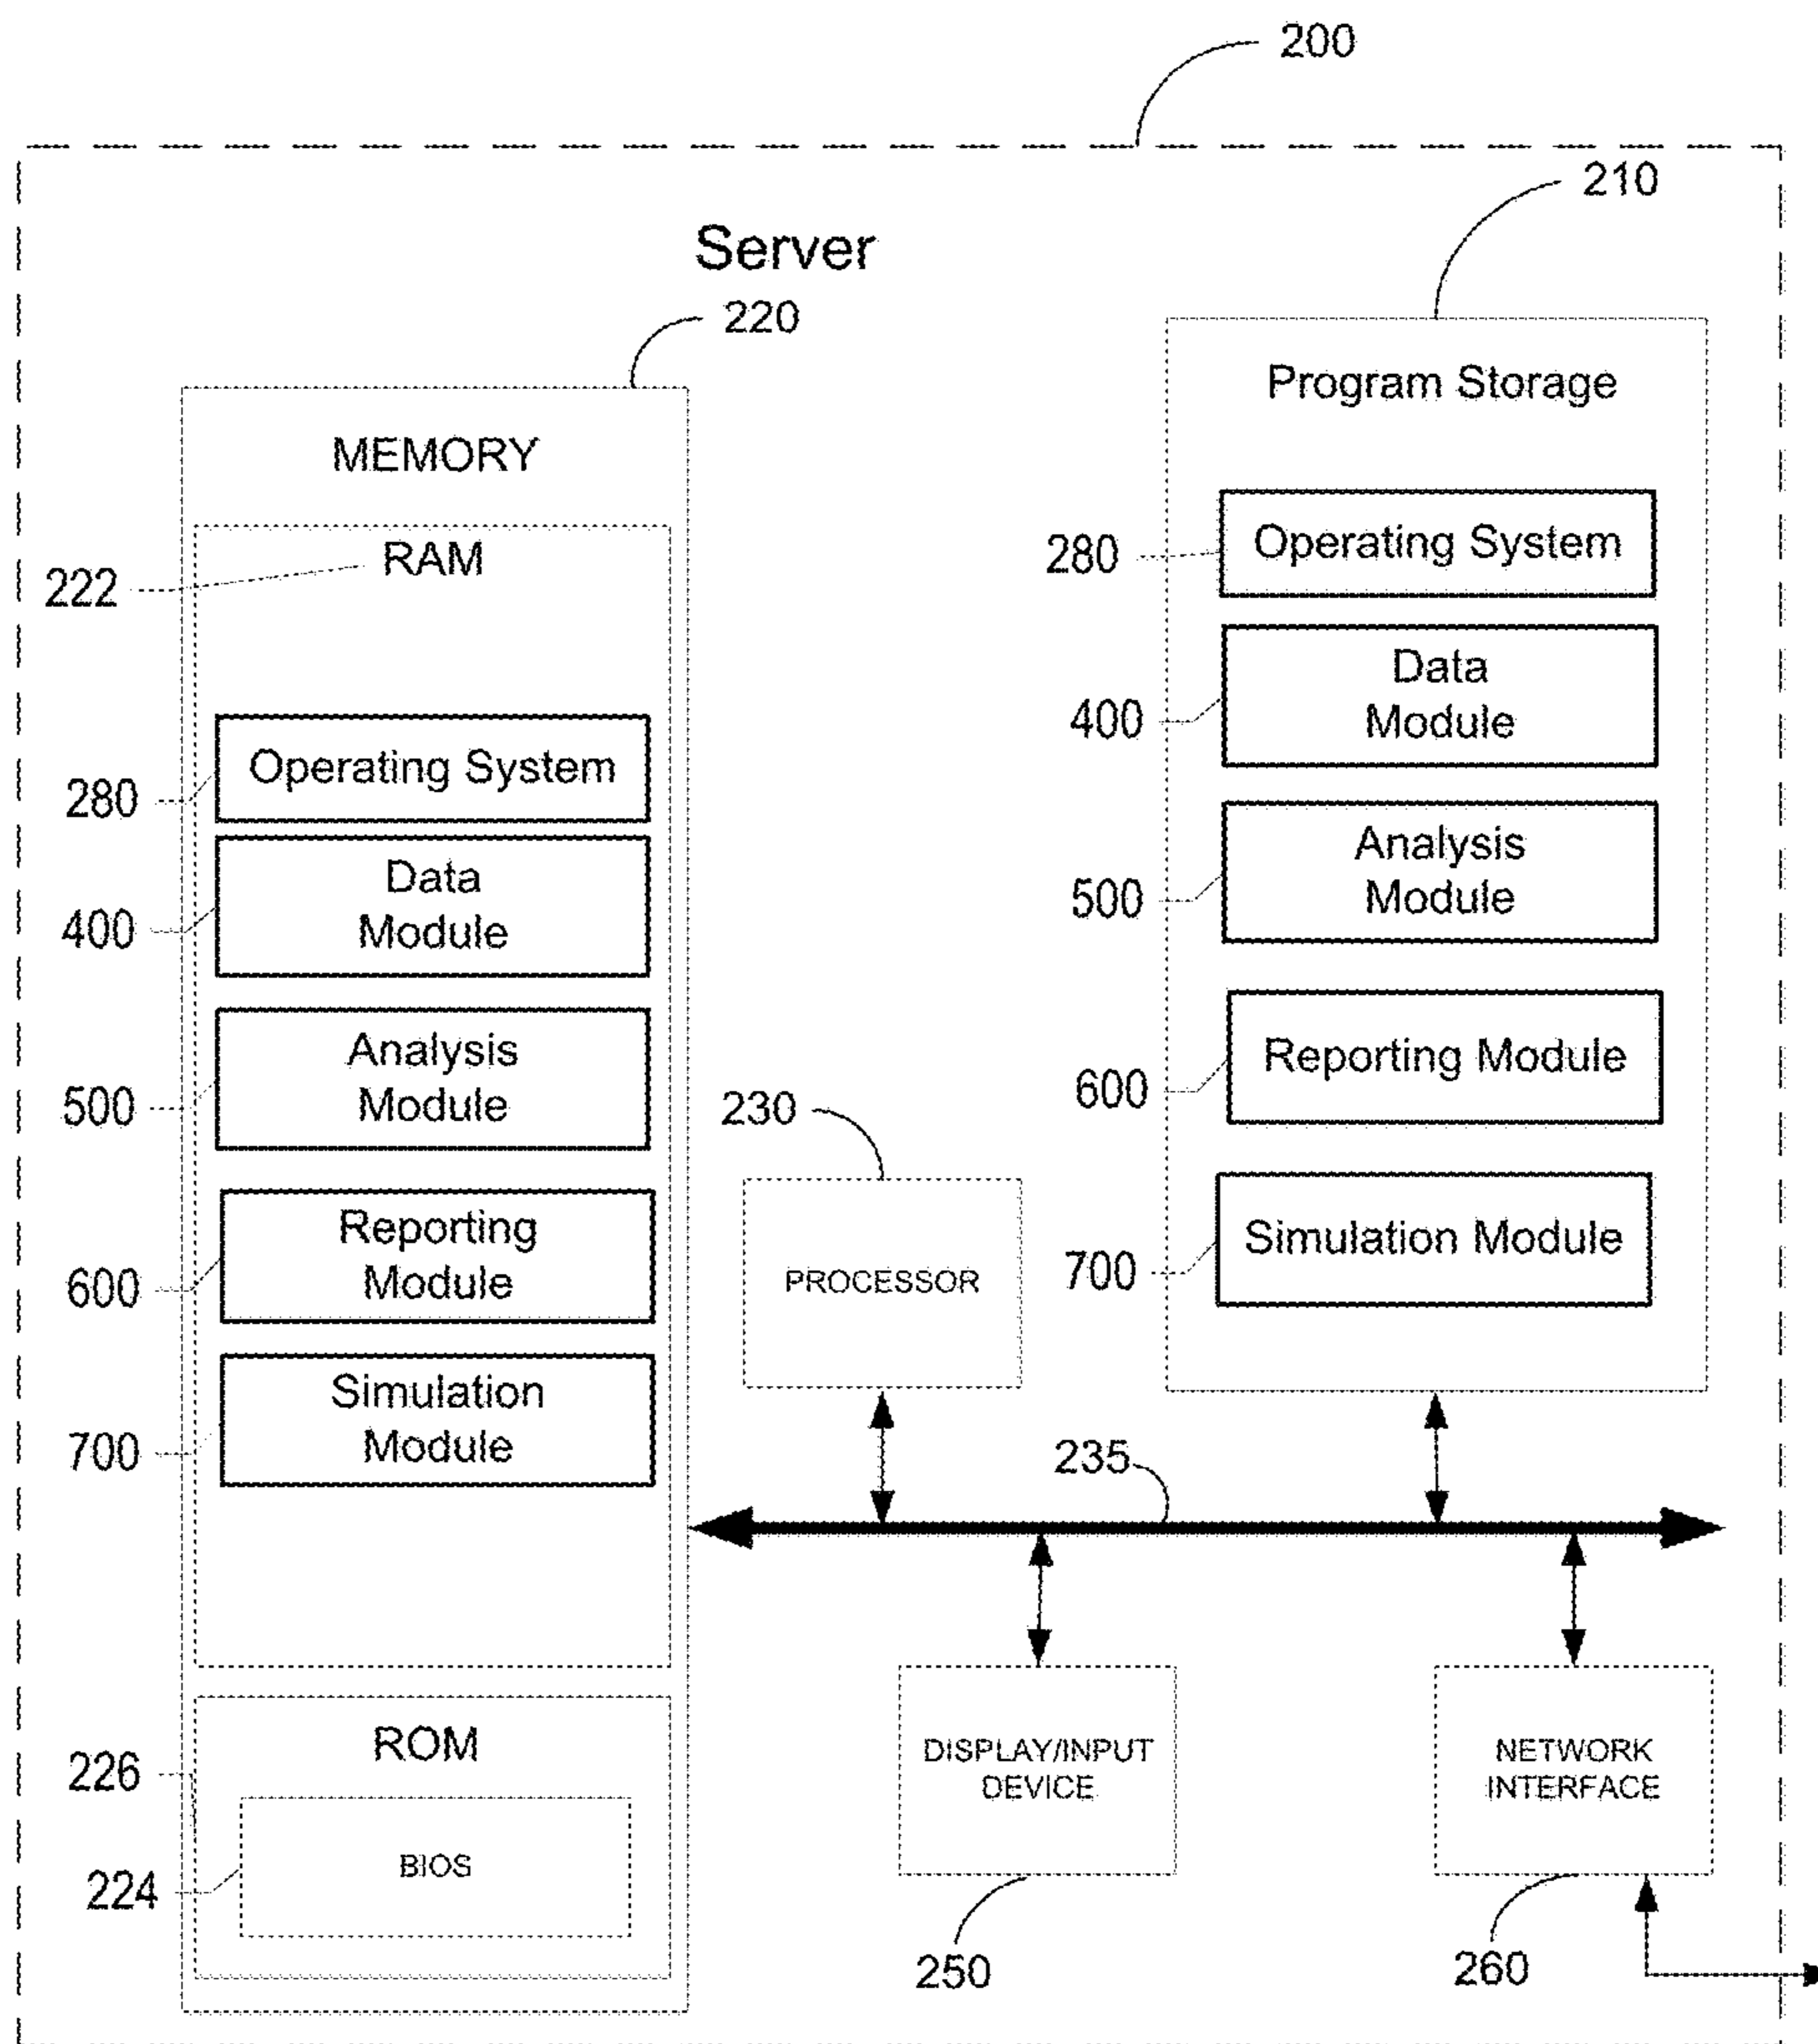 200
210
Server
220
Program Storage
MEMORY
RAM
222
280
Operating System
400
Data
Module
500
Analysis
Module
600
Reporting Module
700
Simulation Module
280
Operating System
400
Data
Module
500
Analysis
Module
600
Reporting
Module
700
Simulation
Module
230
PROCESSOR
235
ROM
226
BIOS
224
DISPLAY/INPUT
DEVICE
250
NETWORK
INTERFACE
260